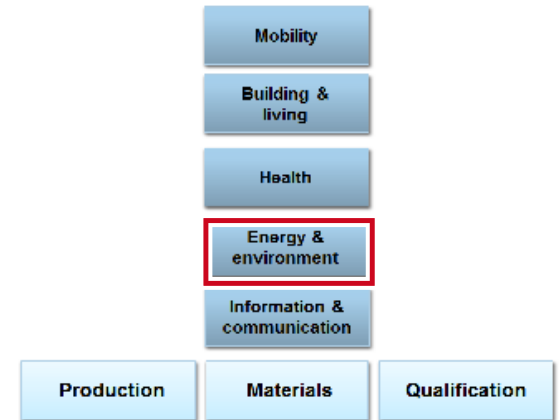 Mobility
Building &
living
Health
Energy &
environment
Information &
communication
Production
Materials
Qualification